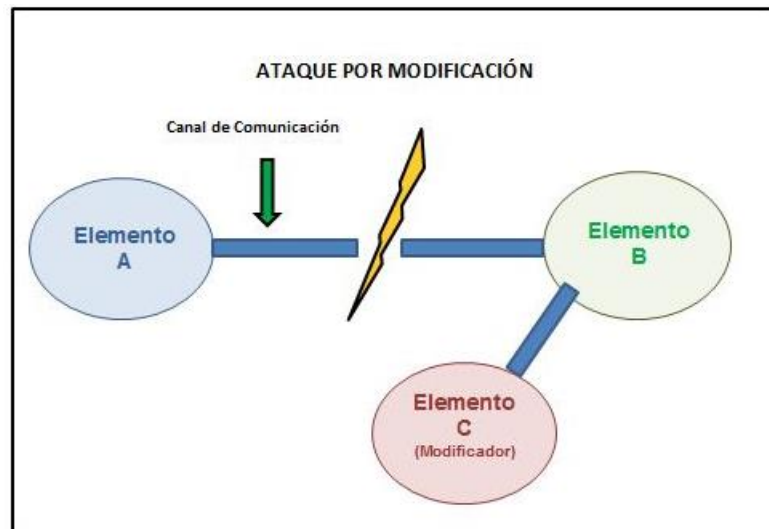 ATAQUE POR MODIFICACIÓN
Canal de Comunicación
Elemento
A
Elemento
B
Elemento
C
(Modificador)